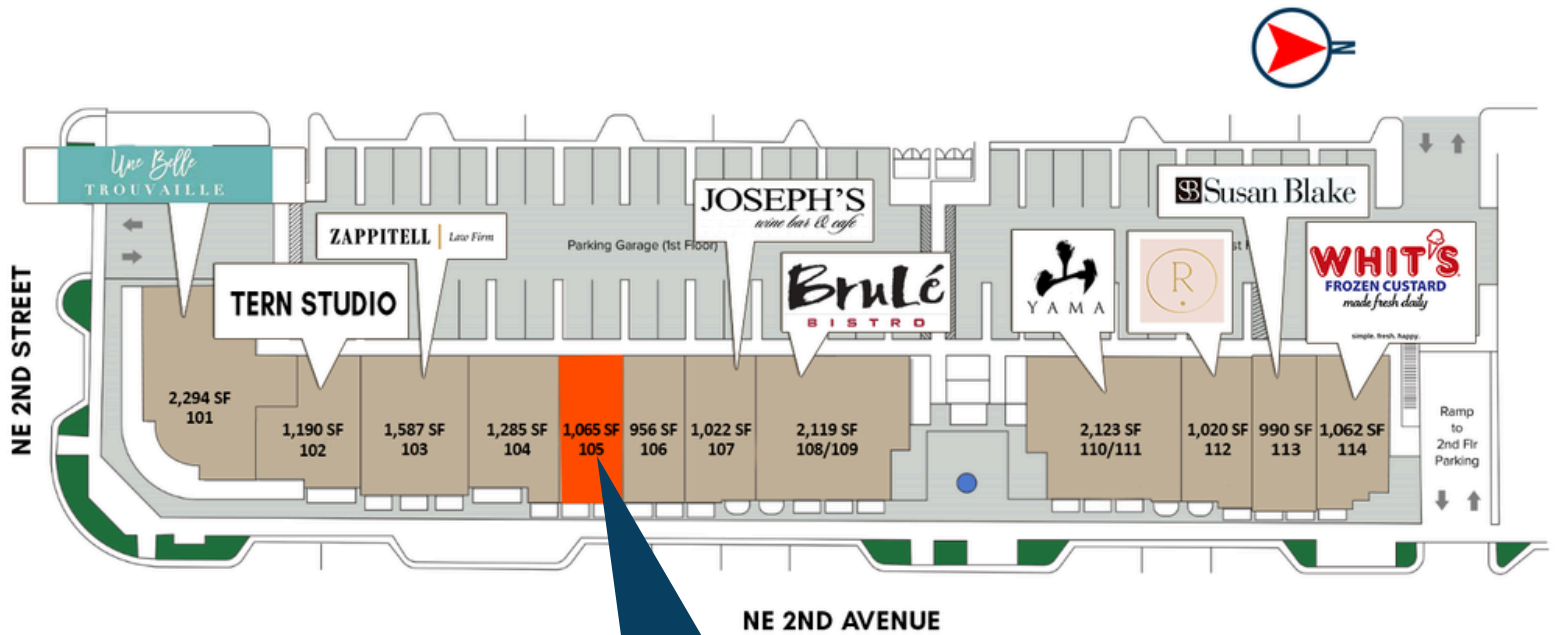 N
Une Belle
TROUVAILLE
ZAPPITELL | Law Firm
TERN STUDIO
JOSEPH'S
wine bar & cafe
Parking Garage (1st Floor)
BruLé
BISTRO
YAMA
R
SB Susan Blake
WHIT'S
FROZEN CUSTARD
made fresh daily
simple. fresh. happy.
NE 2ND STREET
2,294 SF
101
1,190 SF
102
1,587 SF
103
1,285 SF
104
1,065 SF
105
956 SF
106
1,022 SF
107
2,119 SF
108/109
2,123 SF
110/111
1,020 SF
112
990 SF
113
1,062 SF
114
Ramp
to
2nd Flr
Parking
NE 2ND AVENUE